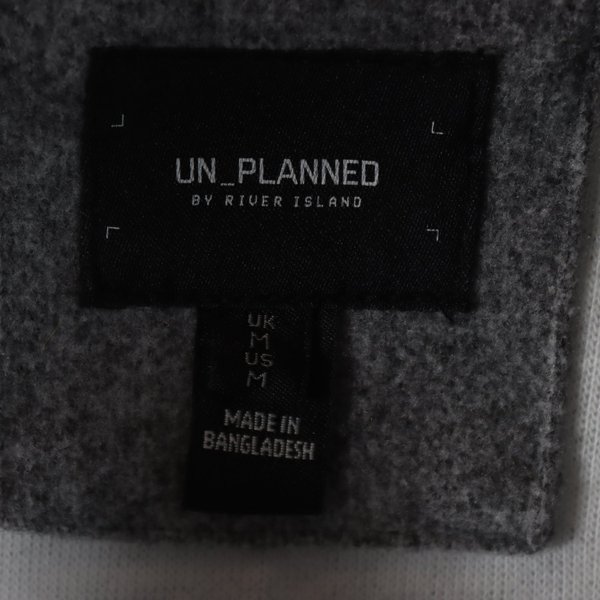 UN_PLANNED
BY RIVER ISLAND
UK
M
US
M
MADE IN
BANGLADESH